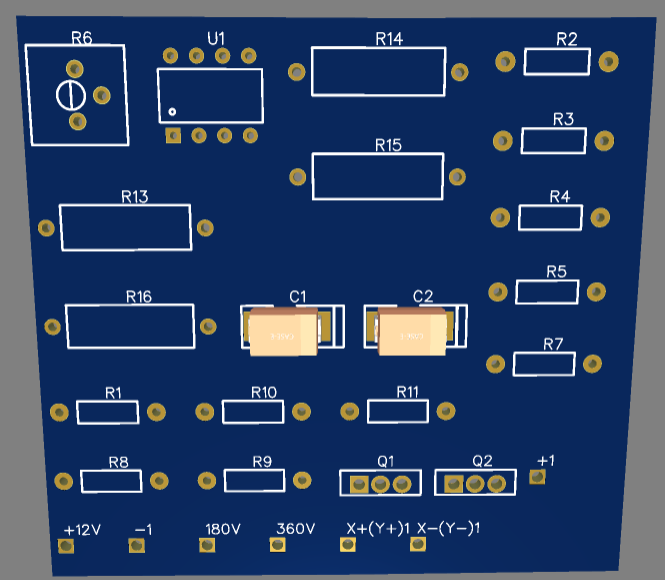 R6 U1 R14 R2
R3
R15
R13 R4
R5
R16 C1 C2
R7
R1 R10 R11
R8 R9 Q1 Q2 +1
+12V -1 180V 360V X+(Y+)1 X-(Y-)1